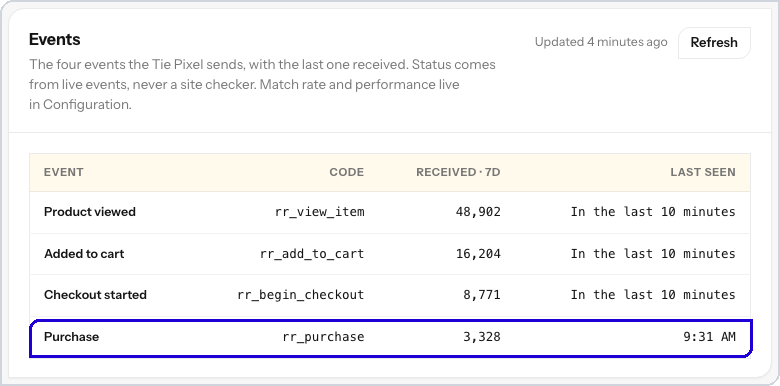 Events
Updated 4 minutes ago
Refresh
The four events the Tie Pixel sends, with the last one received. Status comes
from live events, never a site checker. Match rate and performance live
in Configuration.
EVENT CODE RECEIVED · 7D LAST SEEN
Product viewed rr_view_item 48,902 In the last 10 minutes
Added to cart rr_add_to_cart 16,204 In the last 10 minutes
Checkout started rr_begin_checkout 8,771 In the last 10 minutes
Purchase rr_purchase 3,328 9:31 AM